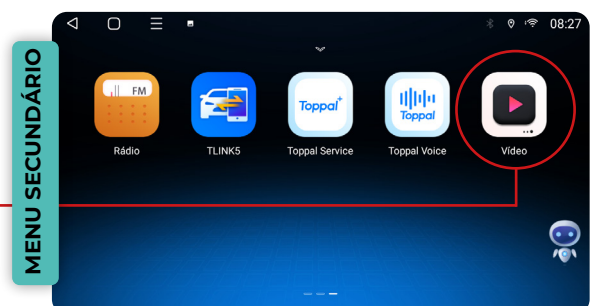 08:27
MENU SECUNDÁRIO
FM
Toppal+
Toppal
Rádio
TLINK5
Toppal Service
Toppal Voice
Vídeo